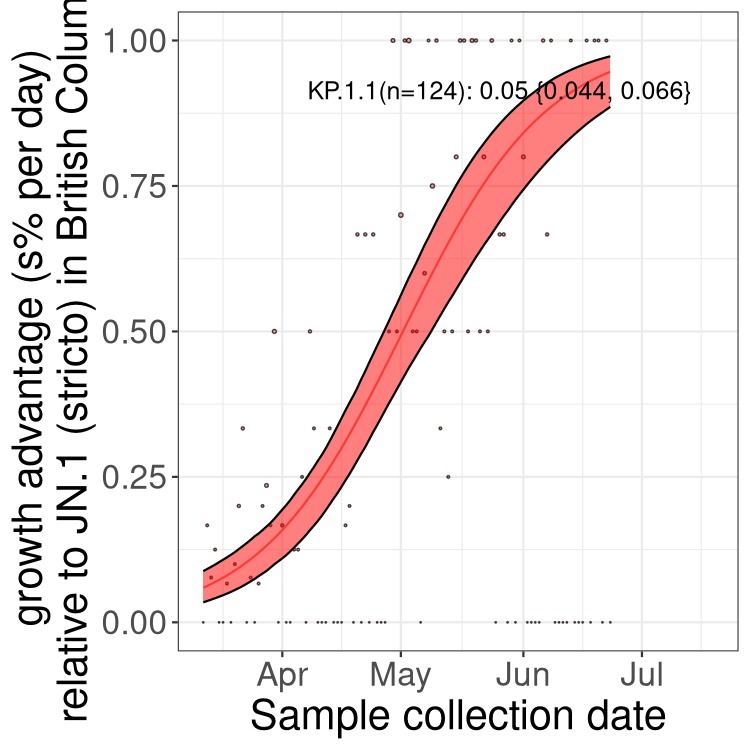 growth advantage (s% per day)
relative to JN.1 (stricto) in British Colum
1.00
0.75
0.50
0.25
0.00
KP.1.1(n=124): 0.05 {0.044, 0.066}
Apr May Jun Jul
Sample collection date